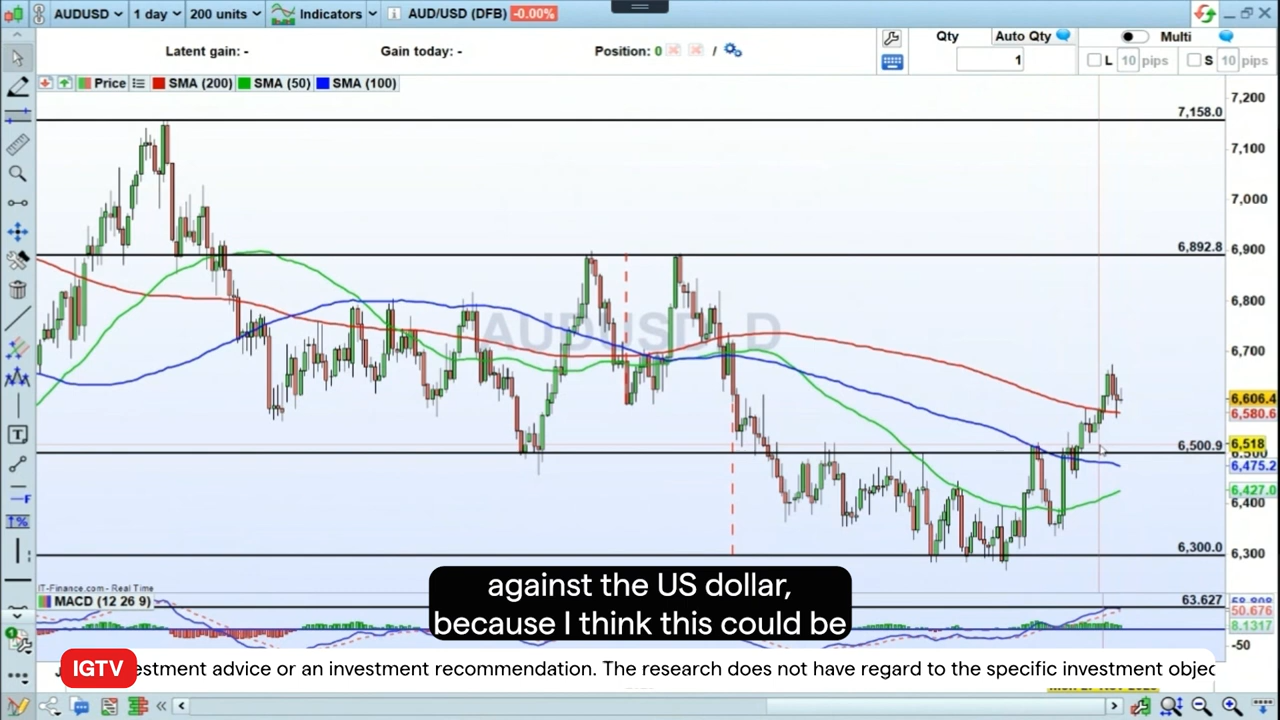 AUDUSD 1 day 200 units Indicators AUD/USD (DFB) -0.00%
Latent gain: - Gain today: - Position: 0 /
Qty Auto Qty Multi
1 L 10 pips S 10 pips
Price SMA (200) SMA (50) SMA (100)
7,200
7,158.0
7,100
7,000
6,892.8
6,900
6,800
AUDUSD D
6,700
6,606.4
6,580.6
6,518
6,500.9
6,475.2
6,427.0
6,400
6,300.0
6,300
IT-Finance.com - Real Time
MACD (12 26 9)
63.627
50.676
8.1317
-50
against the US dollar,
because I think this could be
IGTV estment advice or an investment recommendation. The research does not have regard to the specific investment objec